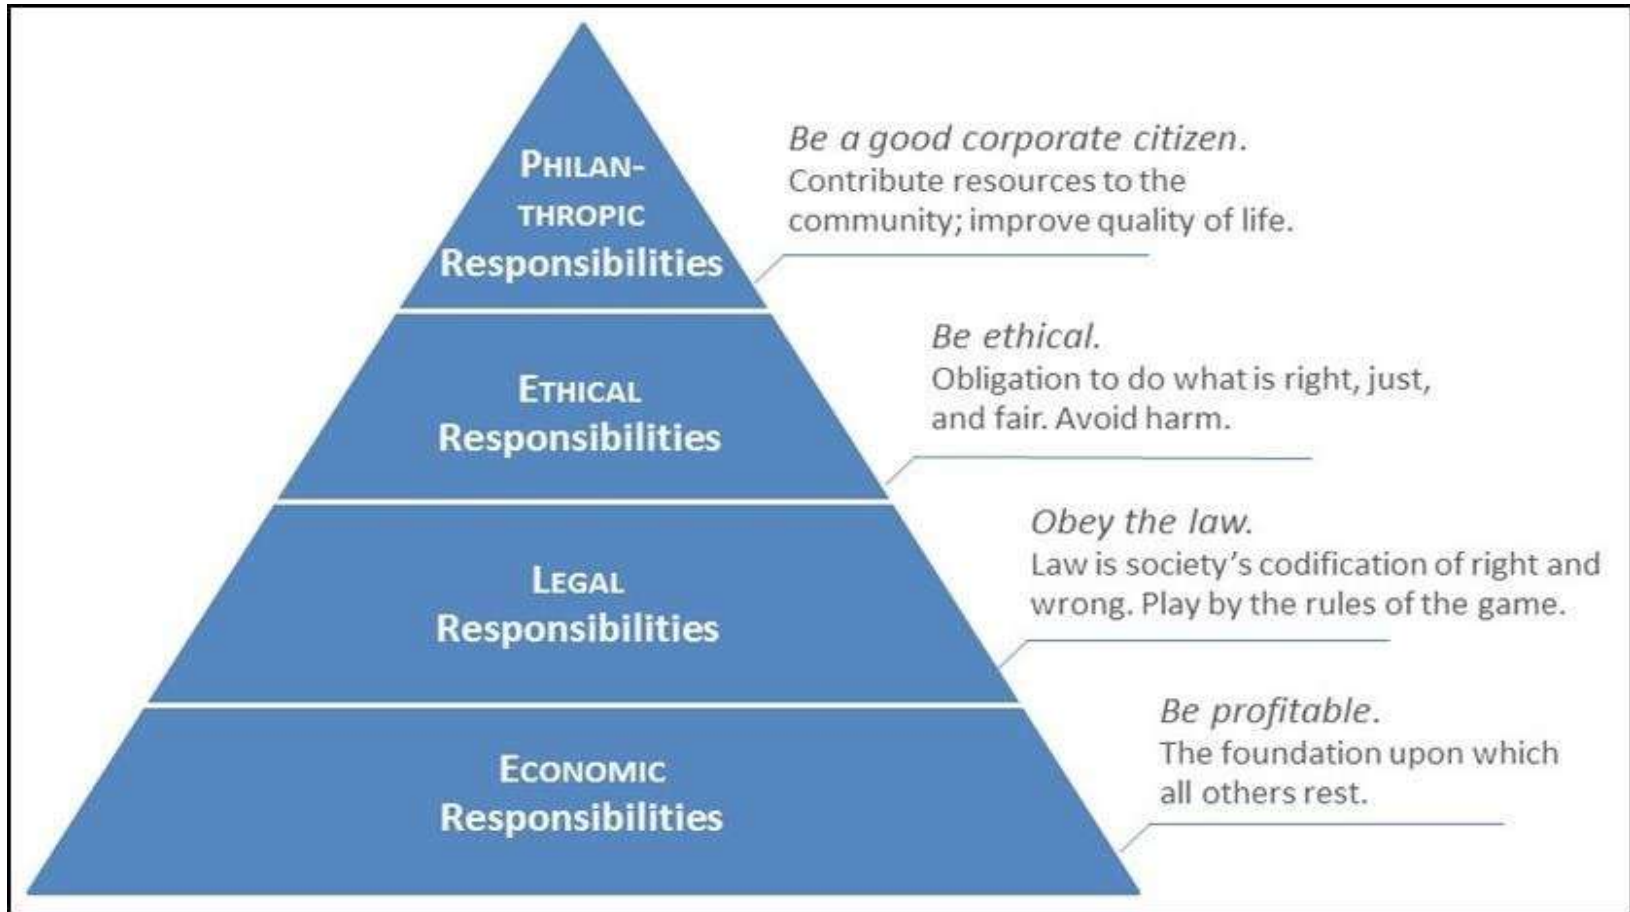 PHILAN-
THROPIC
Responsibilities
Be a good corporate citizen.
Contribute resources to the
community; improve quality of life.
ETHICAL
Responsibilities
Be ethical.
Obligation to do what is right, just,
and fair. Avoid harm.
LEGAL
Responsibilities
Obey the law.
Law is society’s codification of right and
wrong. Play by the rules of the game.
ECONOMIC
Responsibilities
Be profitable.
The foundation upon which
all others rest.